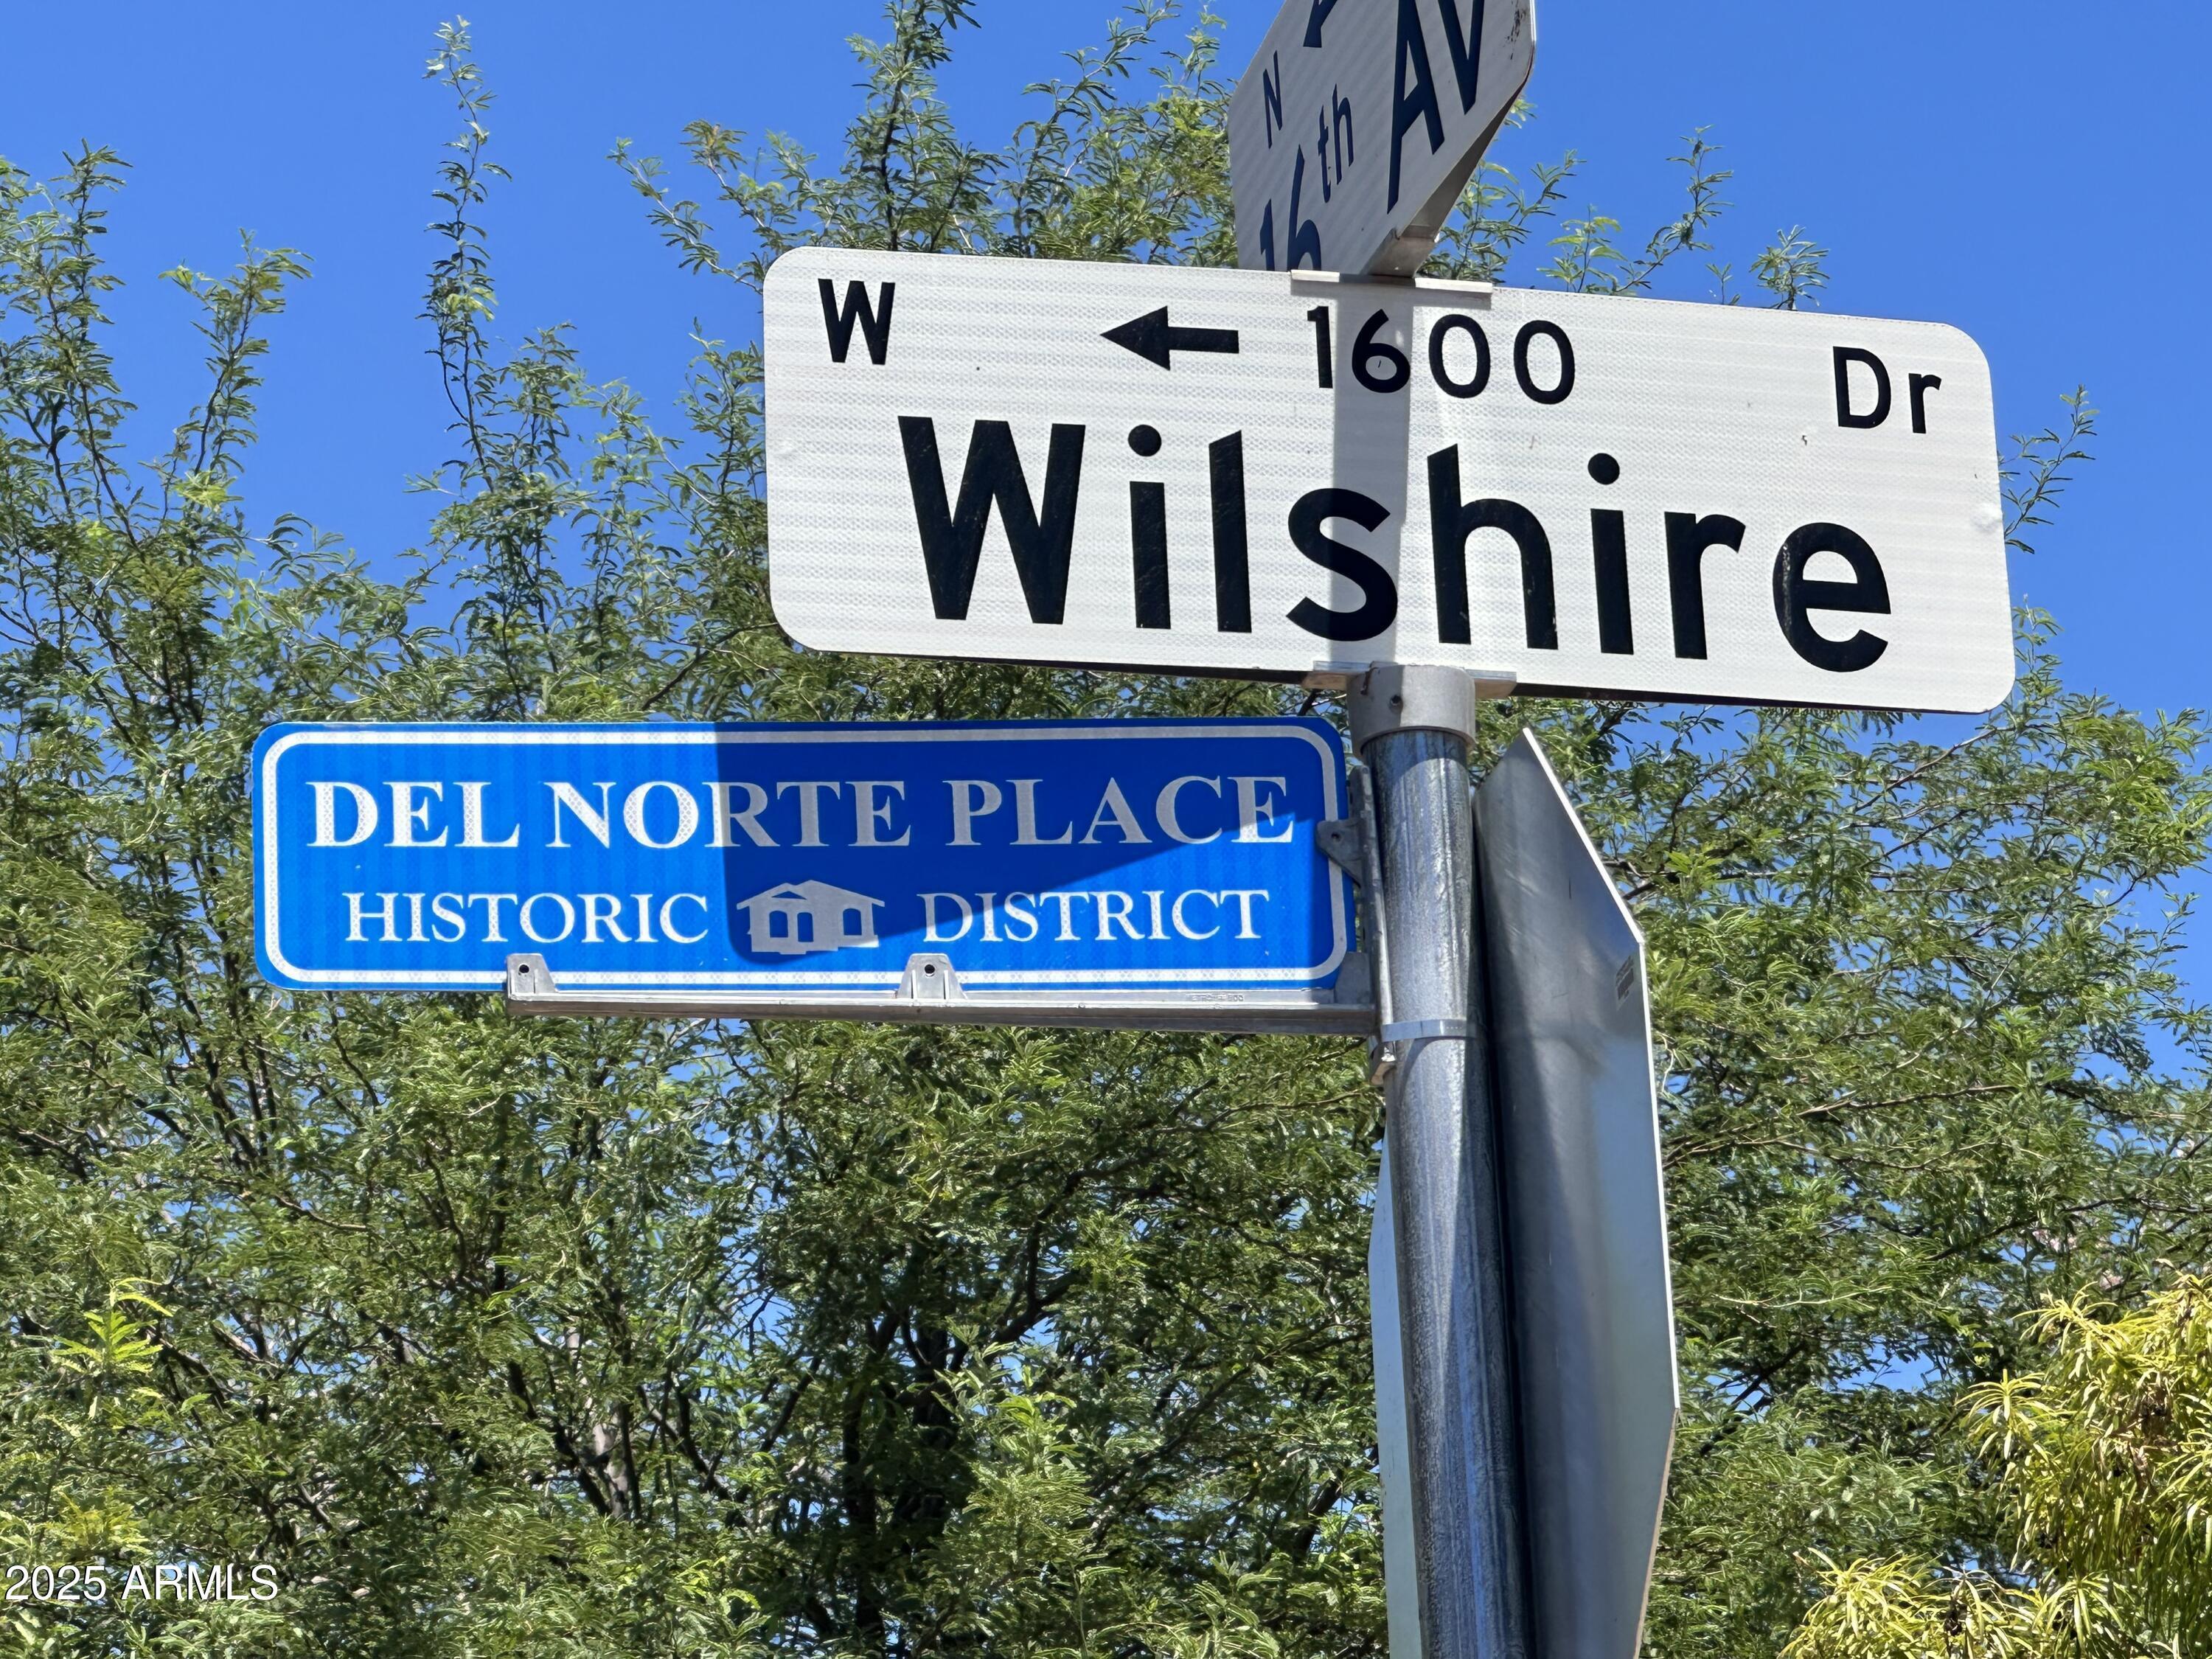 N
16th AV
W ← 1600 Dr
Wilshire
DEL NORTE PLACE
HISTORIC DISTRICT
2025 ARMLS